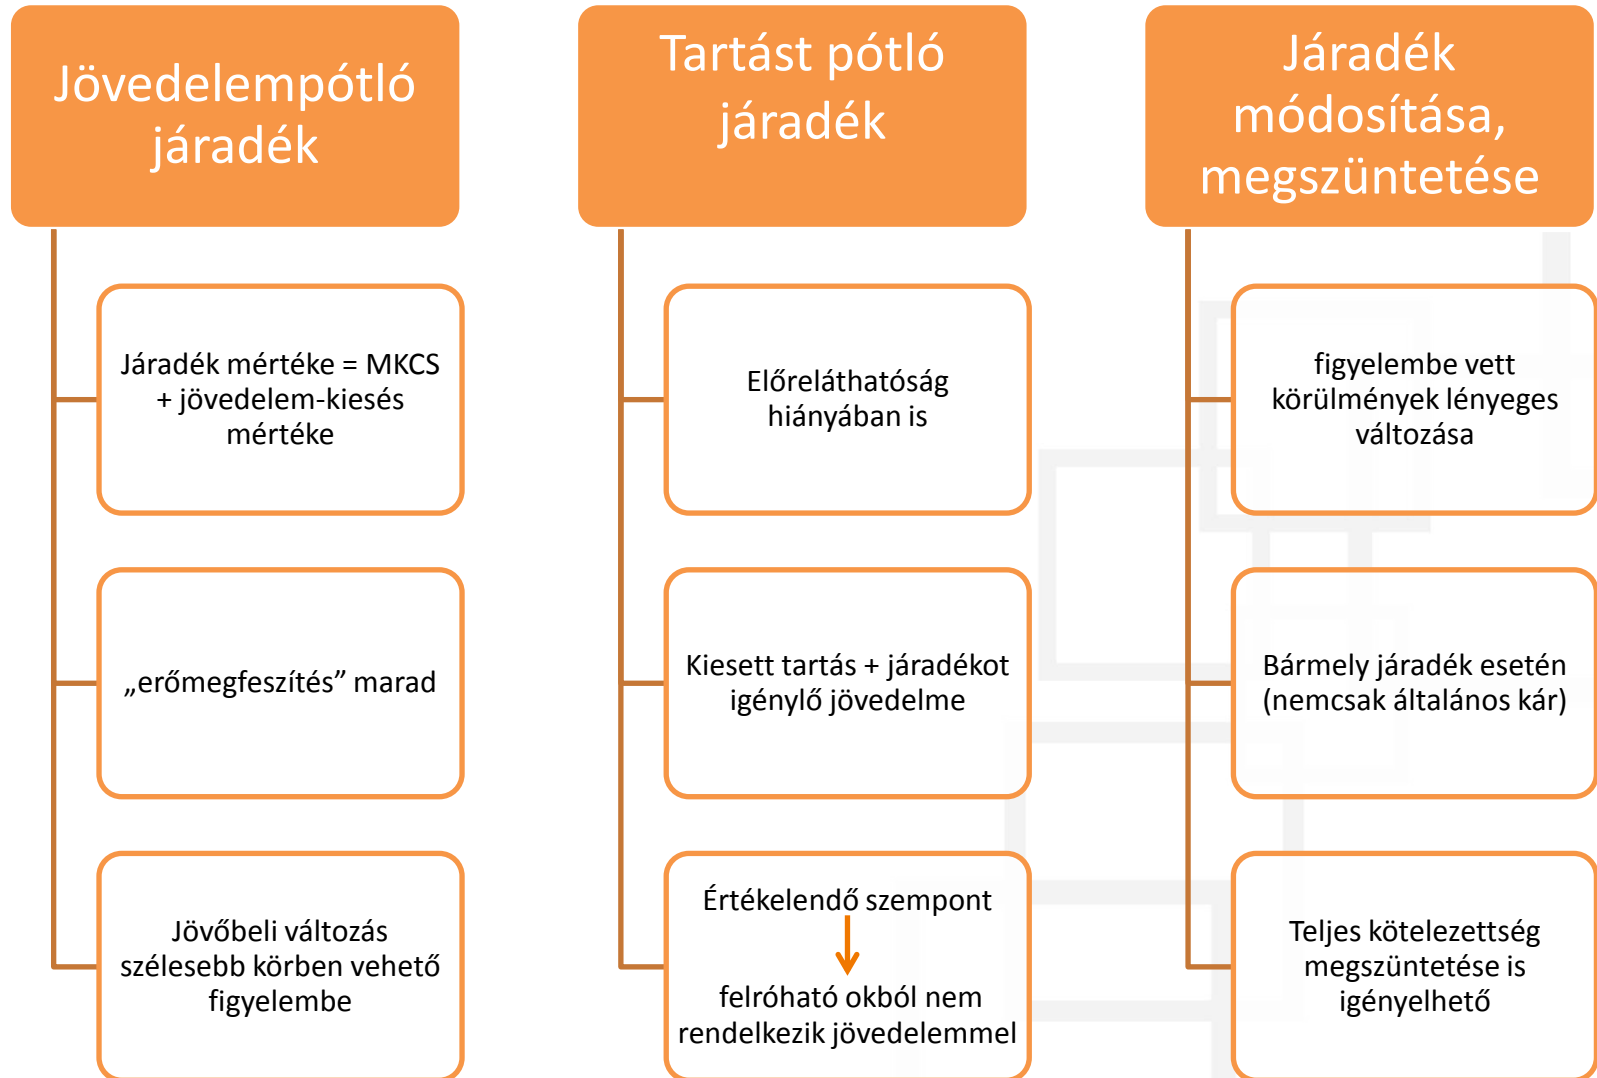 Jövedelempótló
járadék
Járadék mértéke = MKCS
+ jövedelem-kiesés
mértéke
„erőmegfeszítés” marad
Jövőbeli változás
szélesebb körben vehető
figyelembe
Tartást pótló
járadék
Előreláthatóság
hiányában is
Kiesett tartás + járadékot
igénylő jövedelme
Értékelendő szempont
felróható okból nem
rendelkezik jövedelemmel
Járadék
módosítása,
megszüntetése
figyelembe vett
körülmények lényeges
változása
Bármely járadék esetén
(nemcsak általános kár)
Teljes kötelezettség
megszüntetése is
igényelhető